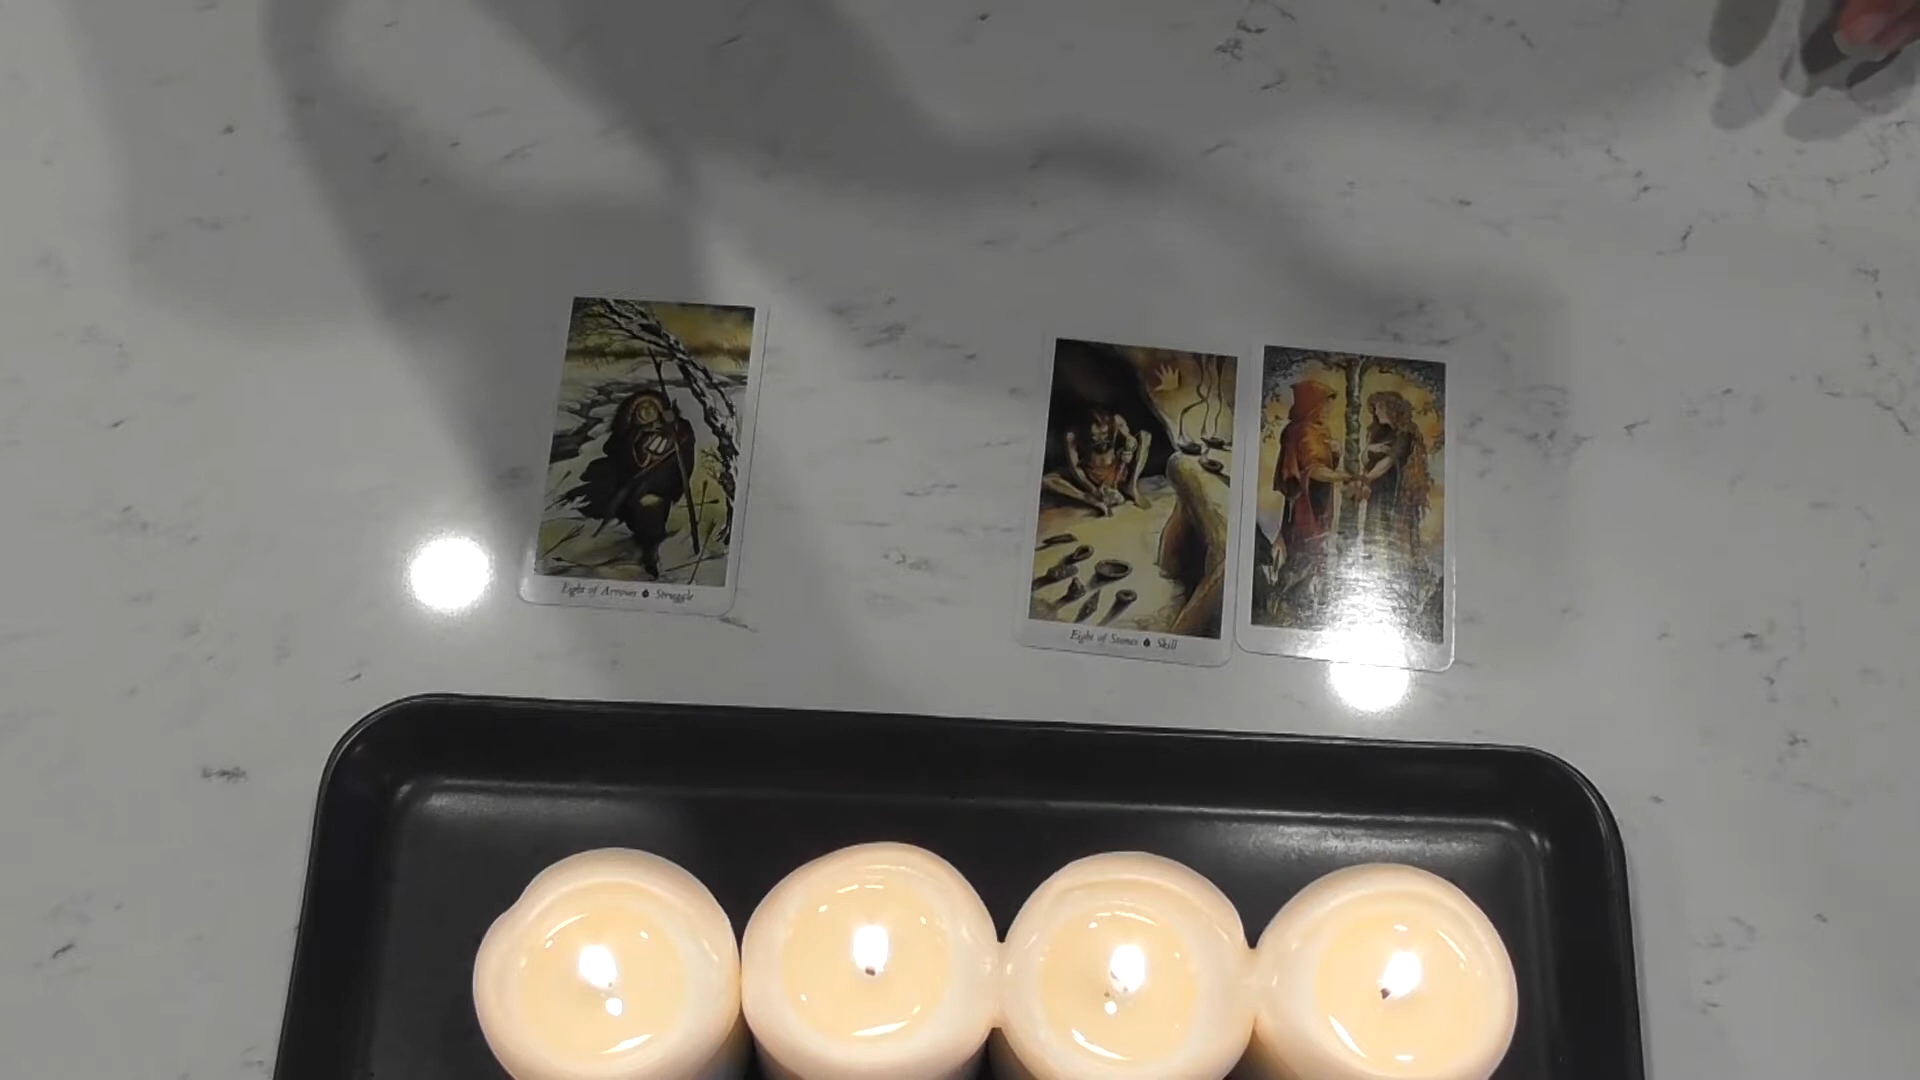 Eight of Arrows ● Struggle
Eight of Stones ● Skill